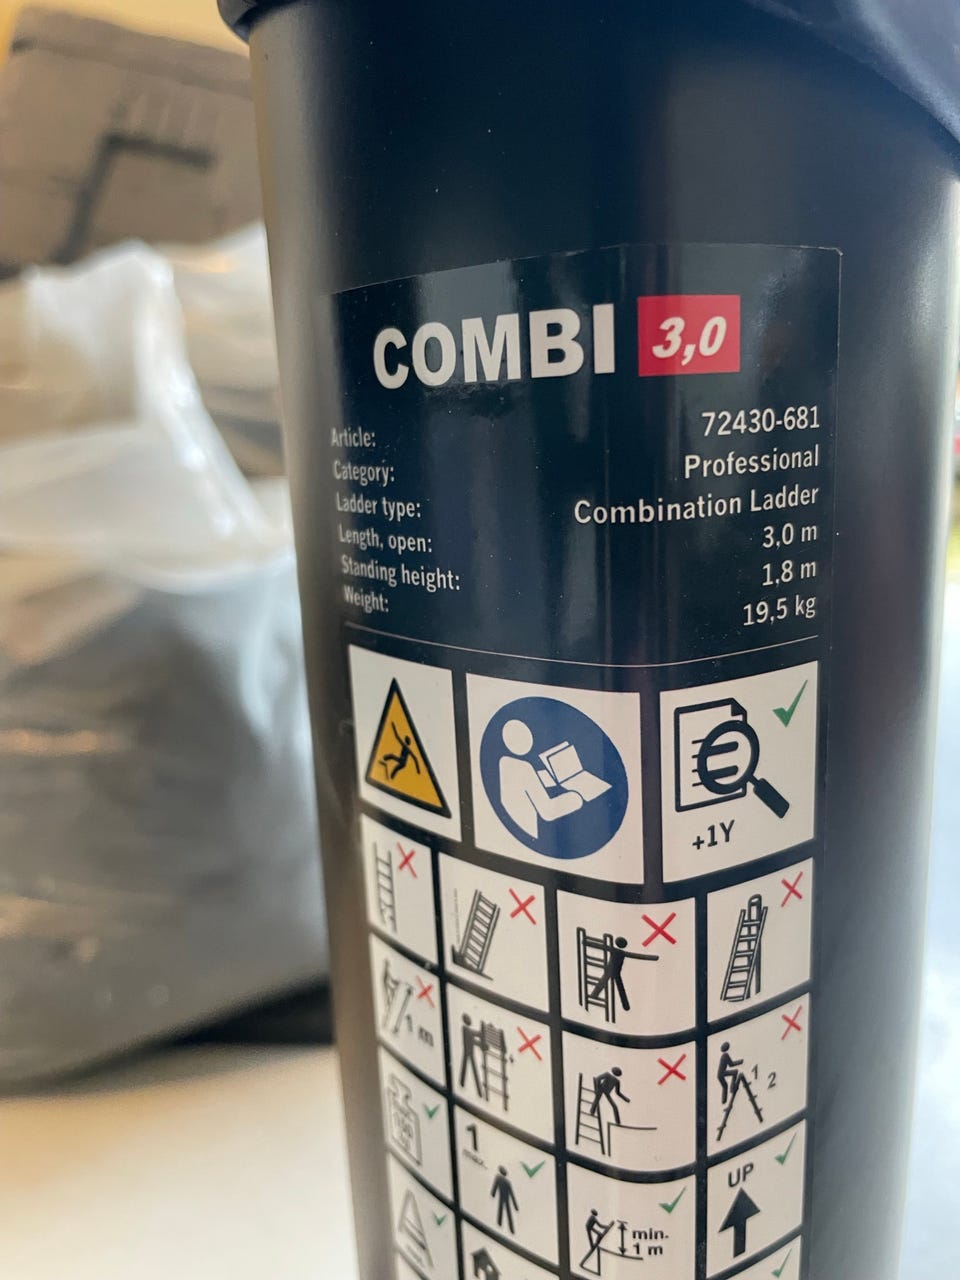 COMBI 3,0
Article: 72430-681
Category: Professional
Ladder type: Combination Ladder
Length, open: 3,0 m
Standing height: 1,8 m
Weight: 19,5 kg
+1Y
1 m
1 2
1
max.
UP
min.
1 m